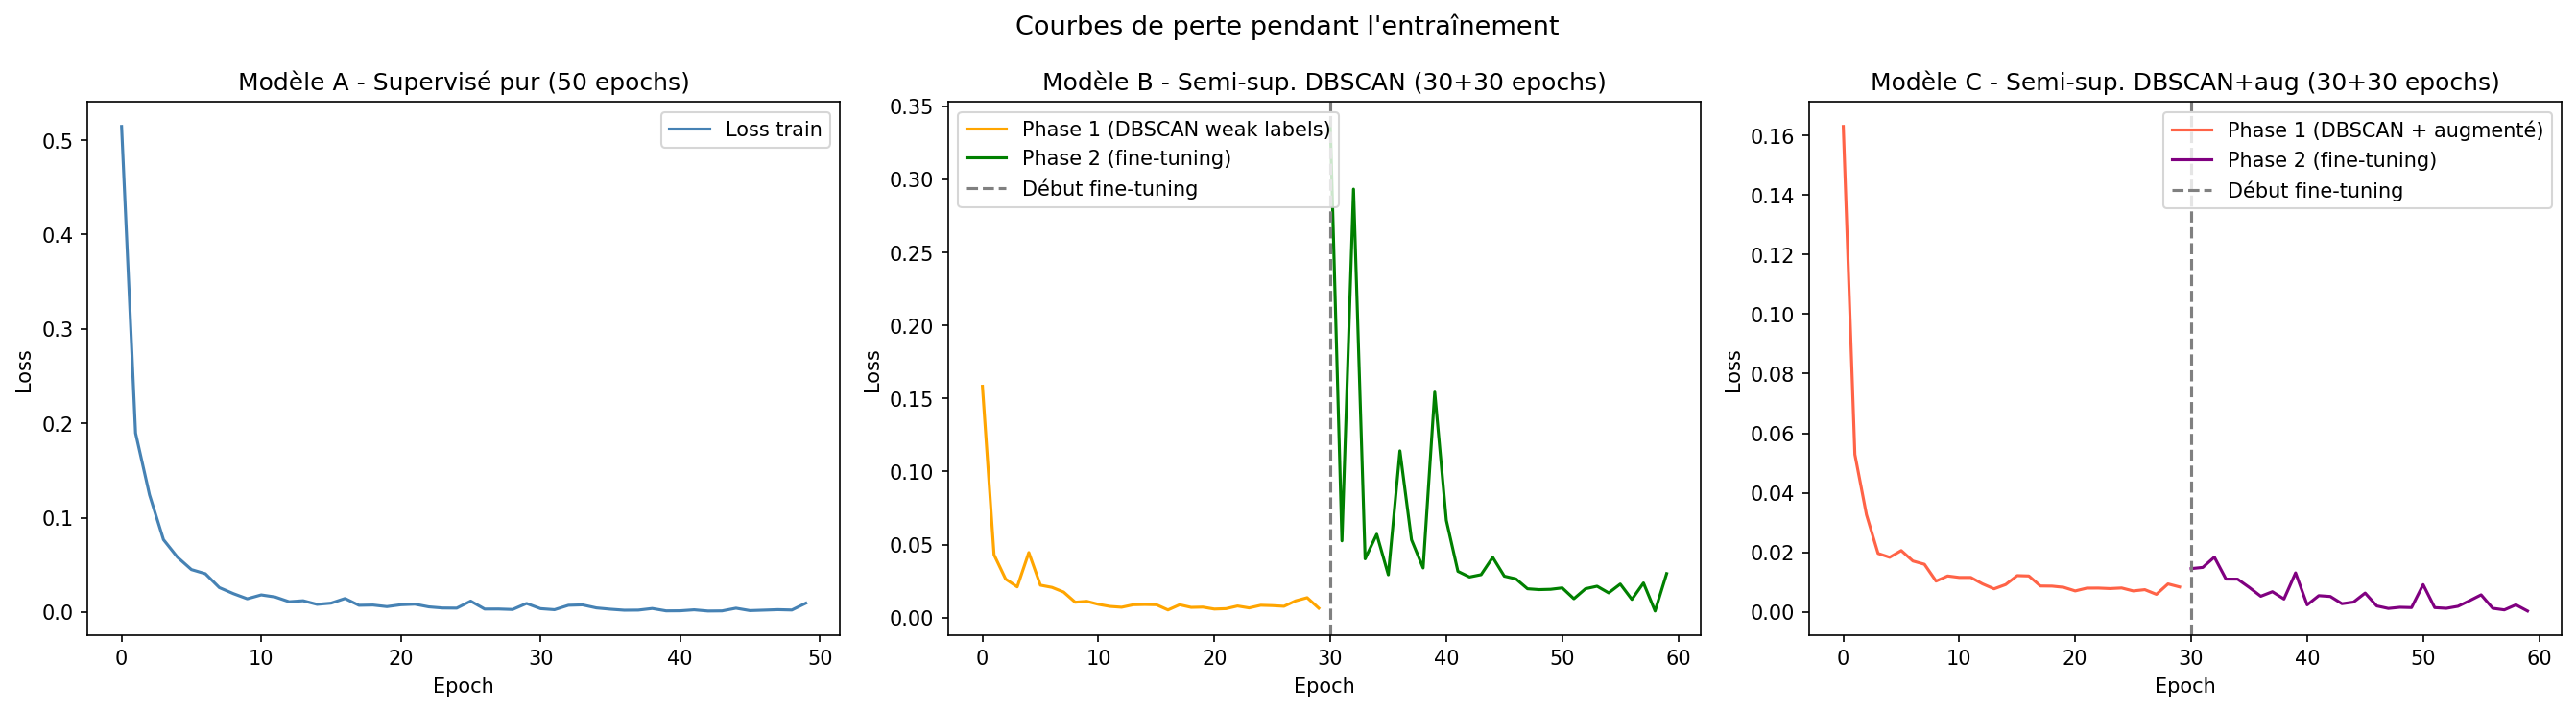 Courbes de perte pendant l'entraînement
Modèle A - Supervisé pur (50 epochs)
Loss train
0.5
0.4
0.3
0.2
0.1
0.0
Loss
0
10
20
30
40
50
Epoch
Modèle B - Semi-sup. DBSCAN (30+30 epochs)
Phase 1 (DBSCAN weak labels)
Phase 2 (fine-tuning)
Début fine-tuning
0.35
0.30
0.25
0.20
0.15
0.10
0.05
0.00
Loss
0
10
20
30
40
50
60
Epoch
Modèle C - Semi-sup. DBSCAN+aug (30+30 epochs)
Phase 1 (DBSCAN + augmenté)
Phase 2 (fine-tuning)
Début fine-tuning
0.16
0.14
0.12
0.10
0.08
0.06
0.04
0.02
0.00
Loss
0
10
20
30
40
50
60
Epoch